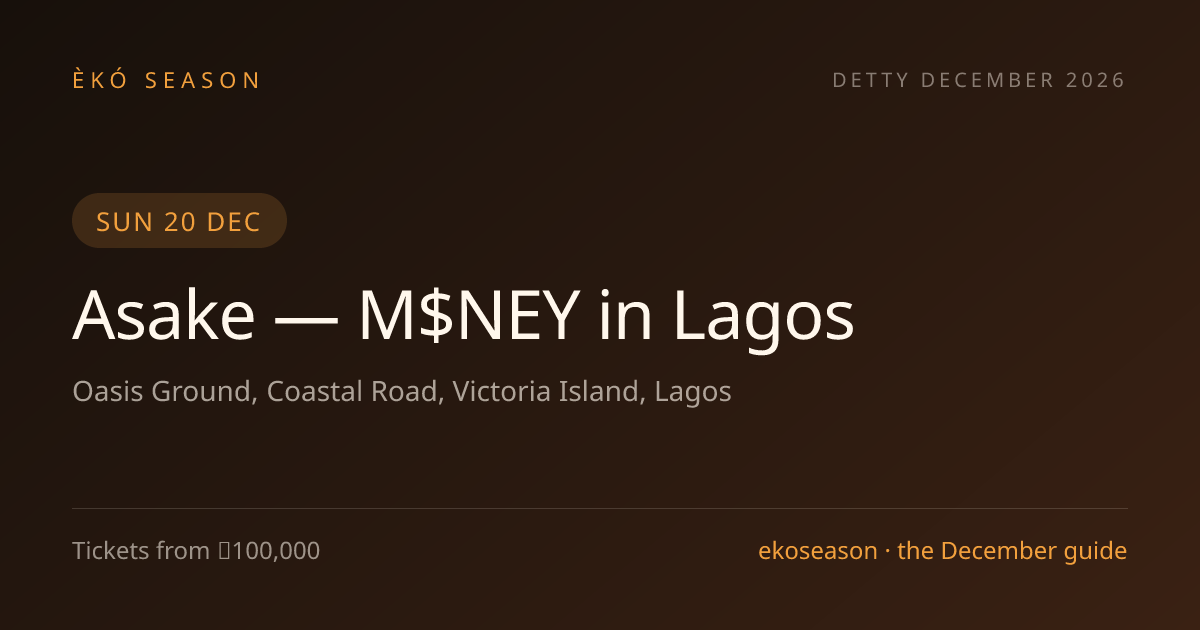 ÈKÓ SEASON
DETTY DECEMBER 2026
SUN 20 DEC
Asake — M$NEY in Lagos
Oasis Ground, Coastal Road, Victoria Island, Lagos
Tickets from ▯100,000
ekoseason · the December guide